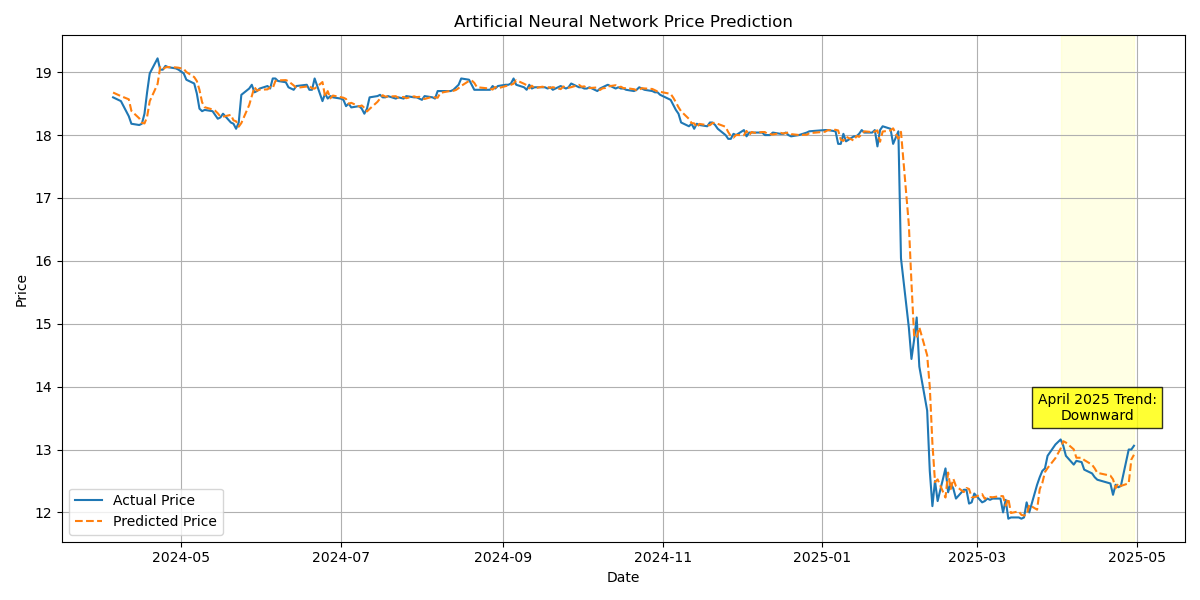 Artificial Neural Network Price Prediction
Price
19
18
17
16
15
14
13
12
April 2025 Trend:
Downward
Actual Price
Predicted Price
2024-05
2024-07
2024-09
2024-11
2025-01
2025-03
2025-05
Date